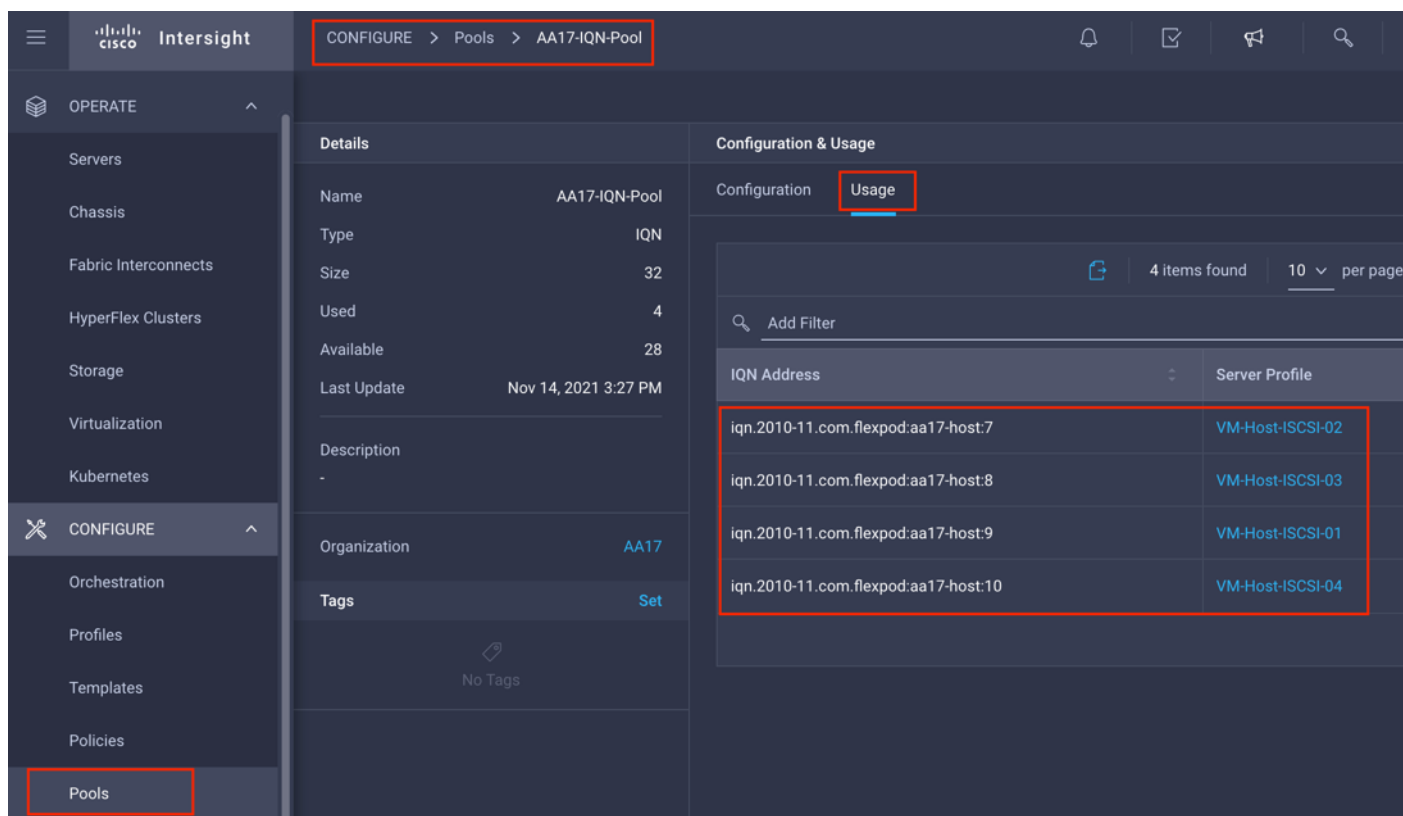 cisco Intersight
CONFIGURE > Pools > AA17-IQN-Pool
OPERATE
Servers
Chassis
Fabric Interconnects
HyperFlex Clusters
Storage
Virtualization
Kubernetes
CONFIGURE
Orchestration
Profiles
Templates
Policies
Pools
Details
Name AA17-IQN-Pool
Type IQN
Size 32
Used 4
Available 28
Last Update Nov 14, 2021 3:27 PM
Description
-
Organization AA17
Tags Set
No Tags
Configuration & Usage
Configuration Usage
4 items found 10 per page
Add Filter
IQN Address Server Profile
iqn.2010-11.com.flexpod:aa17-host:7 VM-Host-ISCSI-02
iqn.2010-11.com.flexpod:aa17-host:8 VM-Host-ISCSI-03
iqn.2010-11.com.flexpod:aa17-host:9 VM-Host-ISCSI-01
iqn.2010-11.com.flexpod:aa17-host:10 VM-Host-ISCSI-04